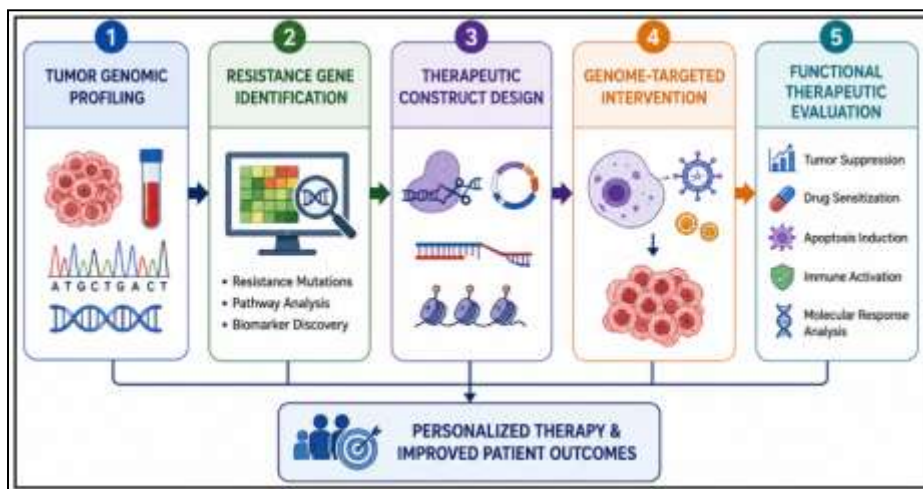 1
TUMOR GENOMIC
PROFILING
A T G C T G A C T
2
RESISTANCE GENE
IDENTIFICATION
• Resistance Mutations
• Pathway Analysis
• Biomarker Discovery
3
THERAPEUTIC
CONSTRUCT DESIGN
4
GENOME-TARGETED
INTERVENTION
5
FUNCTIONAL
THERAPEUTIC
EVALUATION
Tumor Suppression
Drug Sensitization
Apoptosis Induction
Immune Activation
Molecular Response
Analysis
PERSONALIZED THERAPY &
IMPROVED PATIENT OUTCOMES